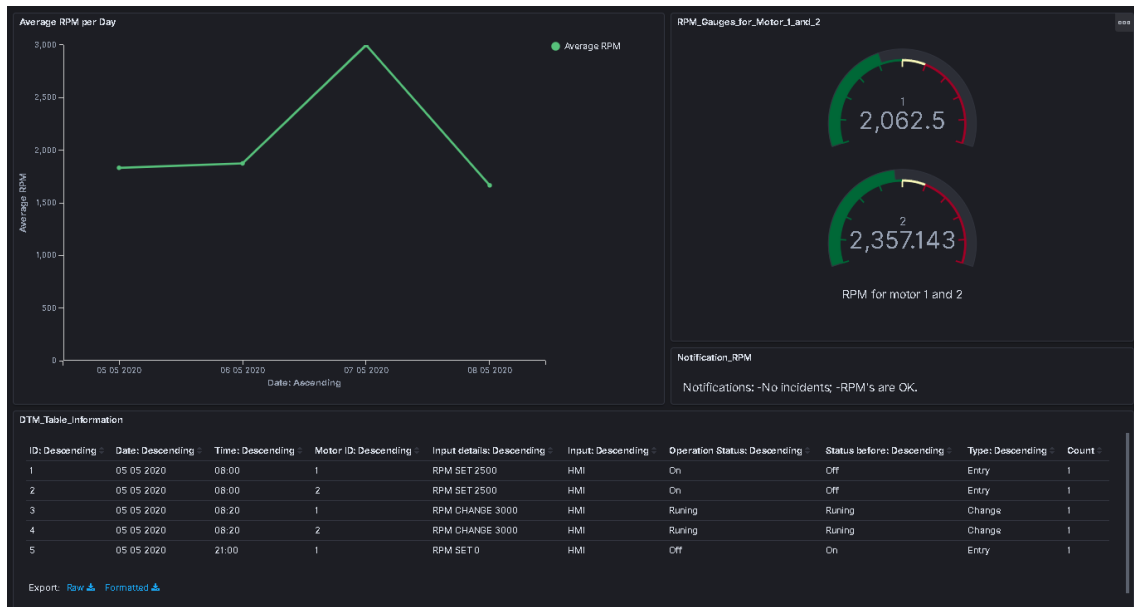 Average RPM per Day
3,000
2,500
2,000
1,500
1,000
500
0
Average RPM
05 05 2020 06 05 2020 07 05 2020 08 05 2020
Date: Ascending
Average RPM
RPM_Gauges_for_Motor_1_and_2
1
2,062.5
2
2,357.143
RPM for motor 1 and 2
Notification_RPM
Notifications: -No incidents; -RPM's are OK.
DTM_Table_Information
ID: Descending Date: Descending Time: Descending Motor ID: Descending Input details: Descending Input: Descending Operation Status: Descending Status before: Descending Type: Descending Count
1 05 05 2020 08:00 1 RPM SET 2500 HMI On Off Entry 1
2 05 05 2020 08:00 2 RPM SET 2500 HMI On Off Entry 1
3 05 05 2020 08:20 1 RPM CHANGE 3000 HMI Runing Runing Change 1
4 05 05 2020 08:20 2 RPM CHANGE 3000 HMI Runing Runing Change 1
5 05 05 2020 21:00 1 RPM SET 0 HMI Off On Entry 1
Export: Raw Formatted